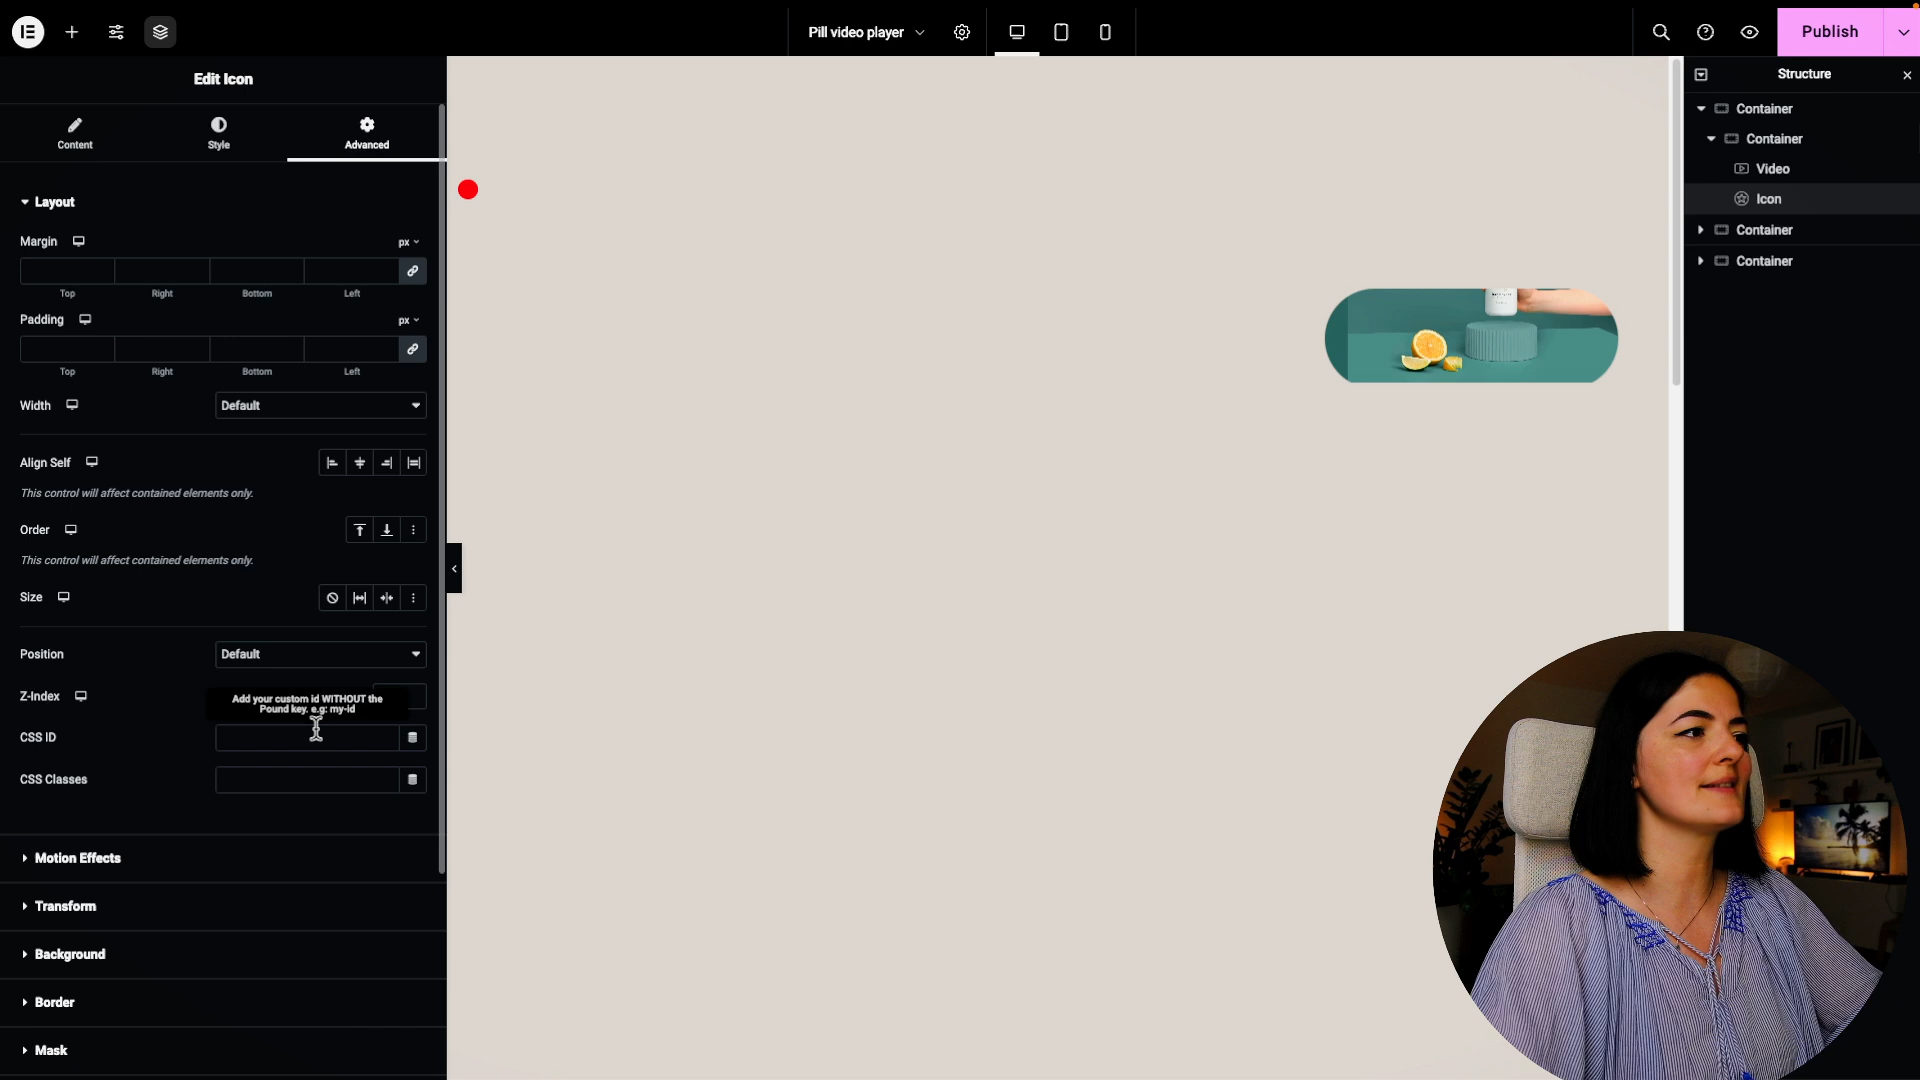 Pill video player
Publish
Edit Icon
Content
Style
Advanced
Layout
Margin
px
Top
Right
Bottom
Left
Padding
px
Top
Right
Bottom
Left
Width
Default
Align Self
This control will affect contained elements only.
Order
This control will affect contained elements only.
Size
Position
Default
Z-Index
Add your custom id WITHOUT the
Pound key. e.g: my-id
CSS ID
CSS Classes
Motion Effects
Transform
Background
Border
Mask
Structure
Container
Container
Video
Icon
Container
Container